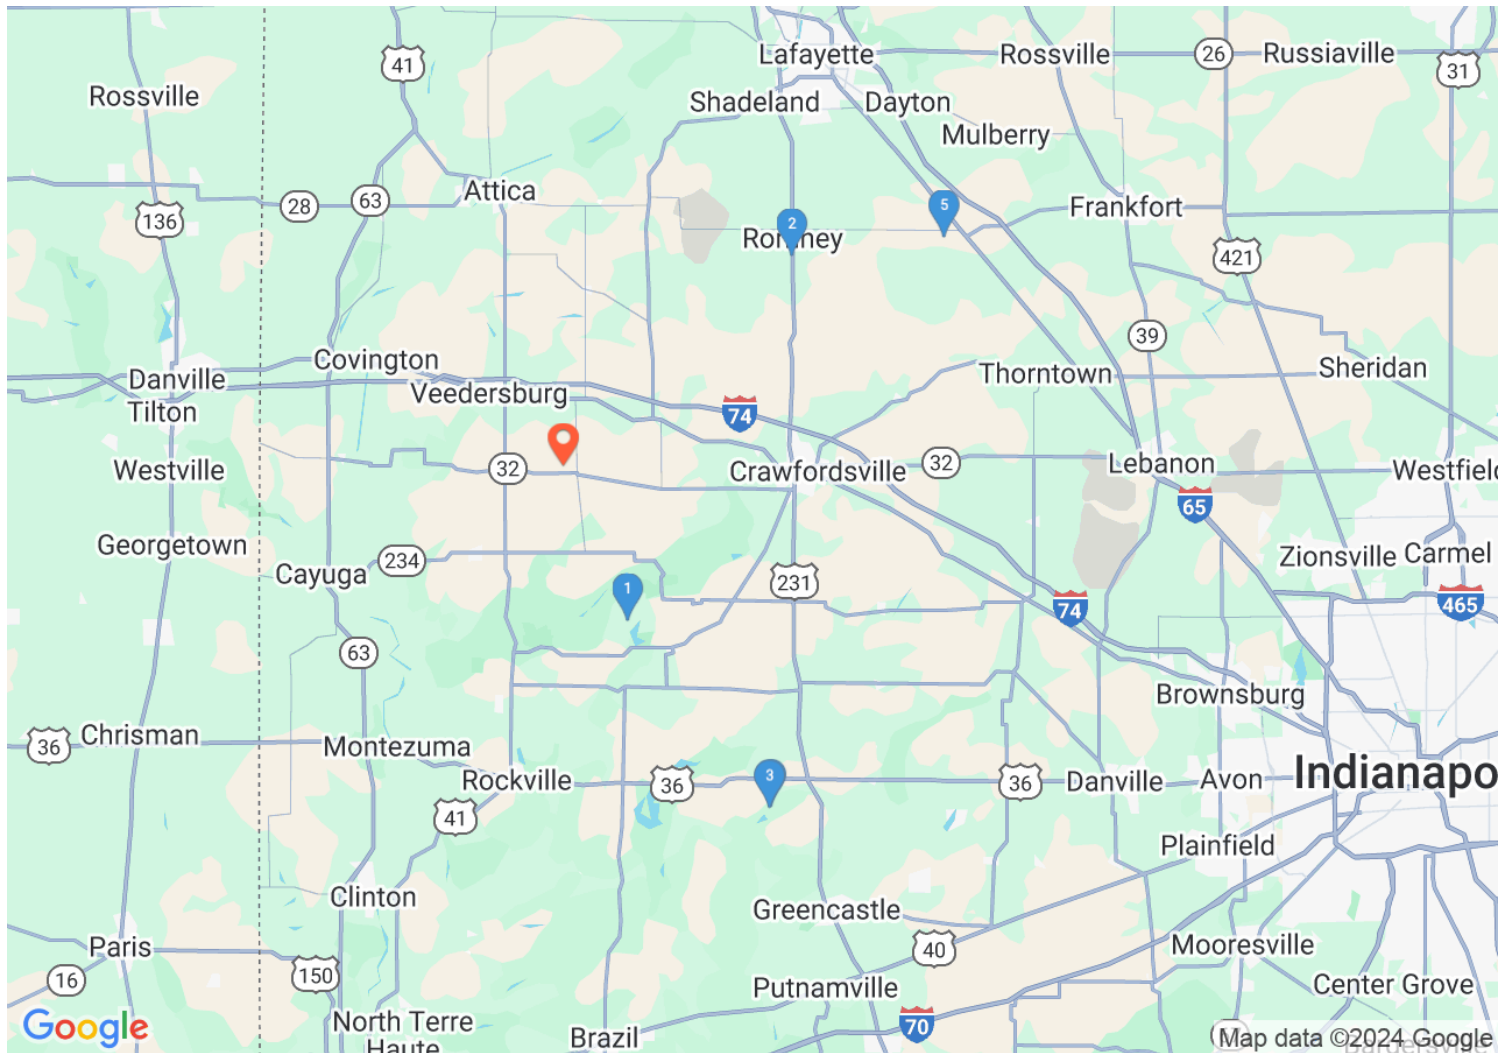 Lafayette
Rossville
26
Russiaville
41
31
Rossville
Shadeland
Dayton
Mulberry
Attica
28
63
136
5
Frankfort
2
Romney
421
39
Covington
Thorntown
Sheridan
Danville
Veedersburg
Tilton
74
Westville
32
Crawfordsville
32
Lebanon
Westfield
65
Georgetown
Zionsville
Carmel
234
Cayuga
231
1
74
465
63
Brownsburg
36
Chrisman
Montezuma
Rockville
36
3
36
Danville
Avon
Indianapo
41
Plainfield
Clinton
Greencastle
Paris
40
Mooresville
16
150
Putnamville
Center Grove
Google
North Terre
Haute
Brazil
70
Map data ©2024 Google